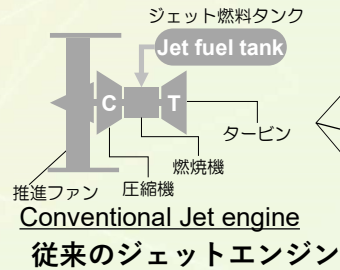 ジェット燃料タンク
Jet fuel tank
C
T
タービン
燃焼機
推進ファン
圧縮機
Conventional Jet engine
従来のジェットエンジン